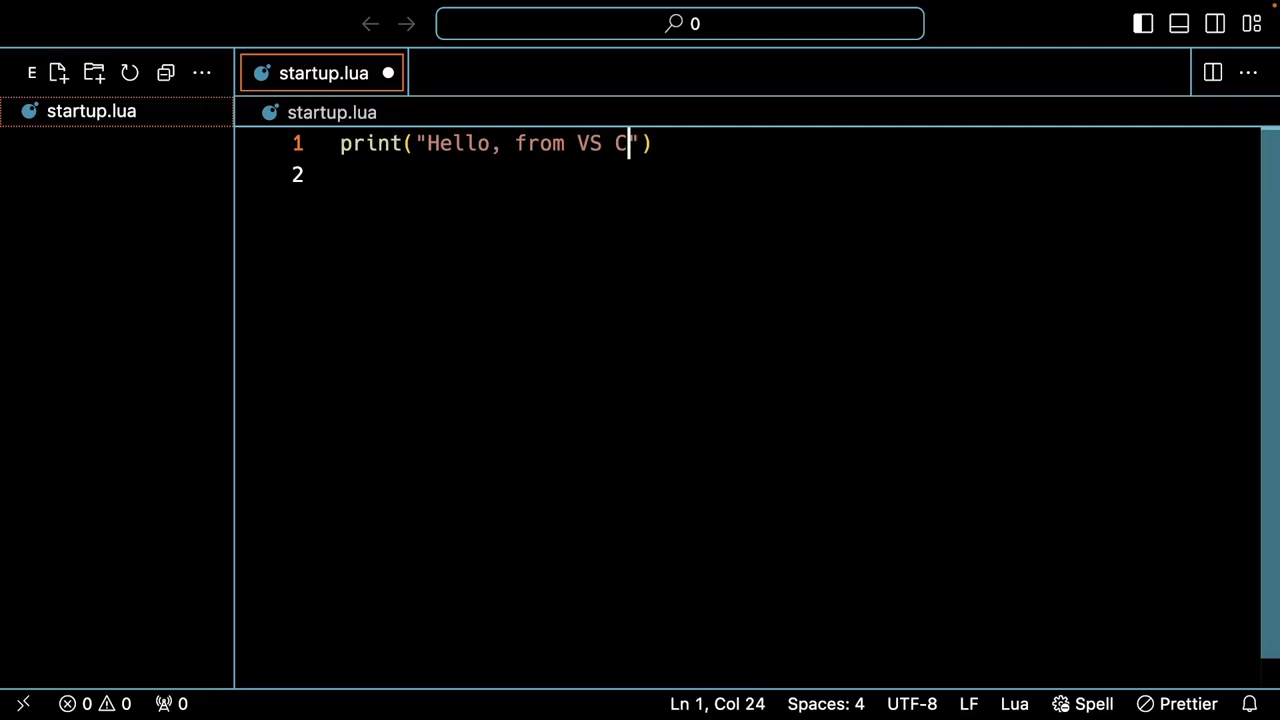 0
E
startup.lua
startup.lua
startup.lua
1 print("Hello, from VS C")
2
0 0 0
Ln 1, Col 24 Spaces: 4 UTF-8 LF Lua Spell Prettier